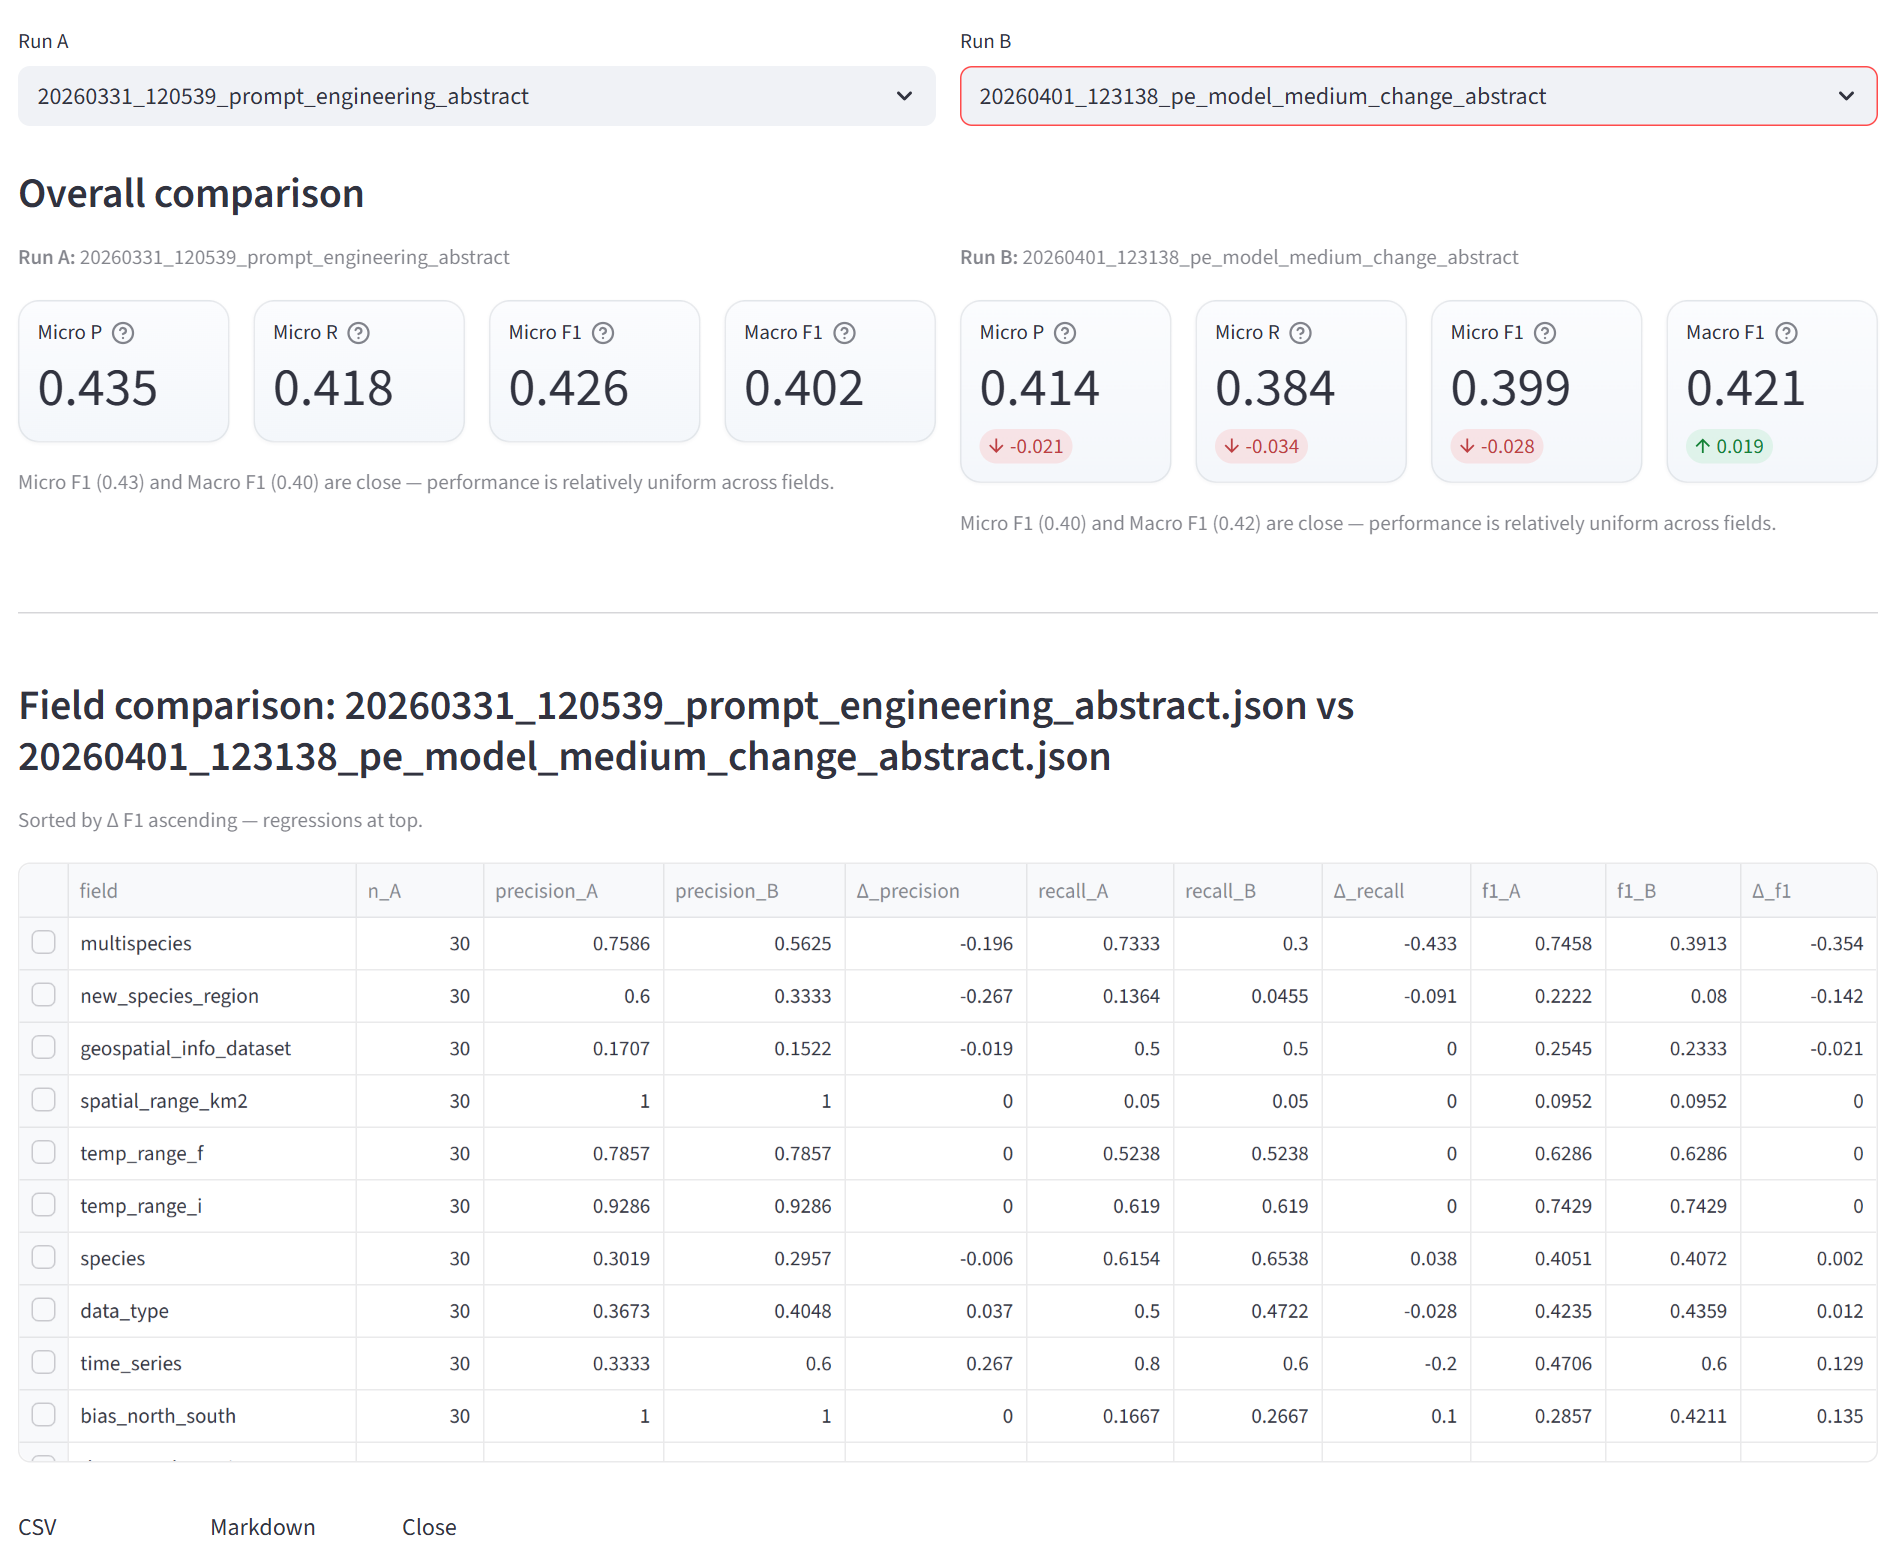 Run A
20260331_120539_prompt_engineering_abstract
Run B
20260401_123138_pe_model_medium_change_abstract
Overall comparison
Run A: 20260331_120539_prompt_engineering_abstract
Micro P
0.435
Micro R
0.418
Micro F1
0.426
Macro F1
0.402
Micro F1 (0.43) and Macro F1 (0.40) are close — performance is relatively uniform across fields.
Run B: 20260401_123138_pe_model_medium_change_abstract
Micro P
0.414
↓ -0.021
Micro R
0.384
↓ -0.034
Micro F1
0.399
↓ -0.028
Macro F1
0.421
↑ 0.019
Micro F1 (0.40) and Macro F1 (0.42) are close — performance is relatively uniform across fields.
Field comparison: 20260331_120539_prompt_engineering_abstract.json vs
20260401_123138_pe_model_medium_change_abstract.json
Sorted by Δ F1 ascending — regressions at top.
field n_A precision_A precision_B Δ_precision recall_A recall_B Δ_recall f1_A f1_B Δ_f1
multispecies 30 0.7586 0.5625 -0.196 0.7333 0.3 -0.433 0.7458 0.3913 -0.354
new_species_region 30 0.6 0.3333 -0.267 0.1364 0.0455 -0.091 0.2222 0.08 -0.142
geospatial_info_dataset 30 0.1707 0.1522 -0.019 0.5 0.5 0 0.2545 0.2333 -0.021
spatial_range_km2 30 1 1 0 0.05 0.05 0 0.0952 0.0952 0
temp_range_f 30 0.7857 0.7857 0 0.5238 0.5238 0 0.6286 0.6286 0
temp_range_i 30 0.9286 0.9286 0 0.619 0.619 0 0.7429 0.7429 0
species 30 0.3019 0.2957 -0.006 0.6154 0.6538 0.038 0.4051 0.4072 0.002
data_type 30 0.3673 0.4048 0.037 0.5 0.4722 -0.028 0.4235 0.4359 0.012
time_series 30 0.3333 0.6 0.267 0.8 0.6 -0.2 0.4706 0.6 0.129
bias_north_south 30 1 1 0 0.1667 0.2667 0.1 0.2857 0.4211 0.135
CSV
Markdown
Close